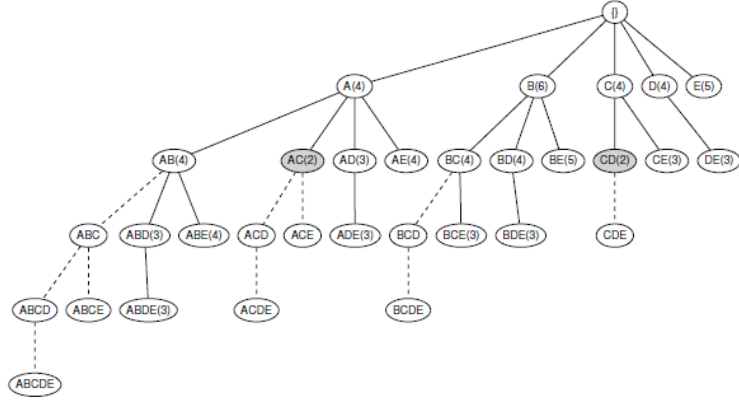 {}
A(4) B(6) C(4) D(4) E(5)
AB(4) AC(2) AD(3) AE(4) BC(4) BD(4) BE(5) CD(2) CE(3) DE(3)
ABC ABD(3) ABE(4) ACD ACE ADE(3) BCD BCE(3) BDE(3) CDE
ABCD ABCE ABDE(3) ACDE BCDE
ABCDE